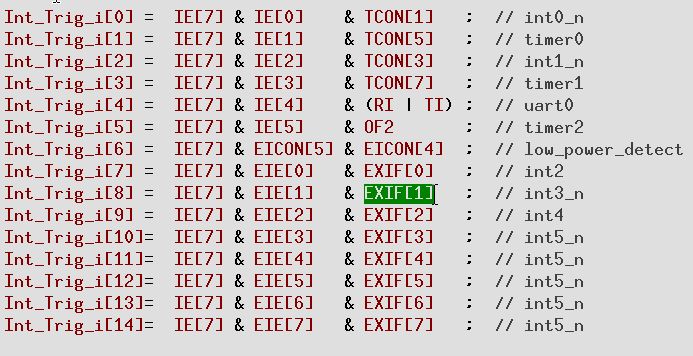 Int_Trig_i[0] =  IE[7] & IE[0]    & TCON[1]   ;  // int0_n
Int_Trig_i[1] =  IE[7] & IE[1]    & TCON[5]   ;  // timer0
Int_Trig_i[2] =  IE[7] & IE[2]    & TCON[3]   ;  // int1_n
Int_Trig_i[3] =  IE[7] & IE[3]    & TCON[7]   ;  // timer1
Int_Trig_i[4] =  IE[7] & IE[4]    & (RI | TI) ;  // uart0
Int_Trig_i[5] =  IE[7] & IE[5]    & OF2       ;  // timer2
Int_Trig_i[6] =  IE[7] & EICON[5] & EICON[4]  ;  // low_power_detect
Int_Trig_i[7] =  IE[7] & EIE[0]   & EXIF[0]   ;  // int2
Int_Trig_i[8] =  IE[7] & EIE[1]   & EXIF[1]   ;  // int3_n
Int_Trig_i[9] =  IE[7] & EIE[2]   & EXIF[2]   ;  // int4
Int_Trig_i[10]=  IE[7] & EIE[3]   & EXIF[3]   ;  // int5_n
Int_Trig_i[11]=  IE[7] & EIE[4]   & EXIF[4]   ;  // int5_n
Int_Trig_i[12]=  IE[7] & EIE[5]   & EXIF[5]   ;  // int5_n
Int_Trig_i[13]=  IE[7] & EIE[6]   & EXIF[6]   ;  // int5_n
Int_Trig_i[14]=  IE[7] & EIE[7]   & EXIF[7]   ;  // int5_n